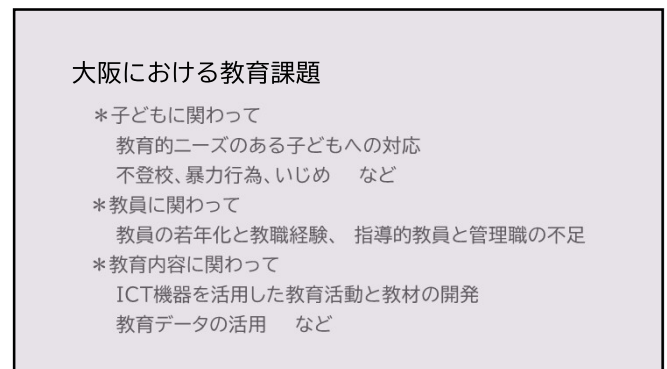 大阪における教育課題
＊子どもに関わって
教育的ニーズのある子どもへの対応
不登校、暴力行為、いじめ　など
＊教員に関わって
教員の若年化と教職経験、 指導的教員と管理職の不足
＊教育内容に関わって
ICT機器を活用した教育活動と教材の開発
教育データの活用　など